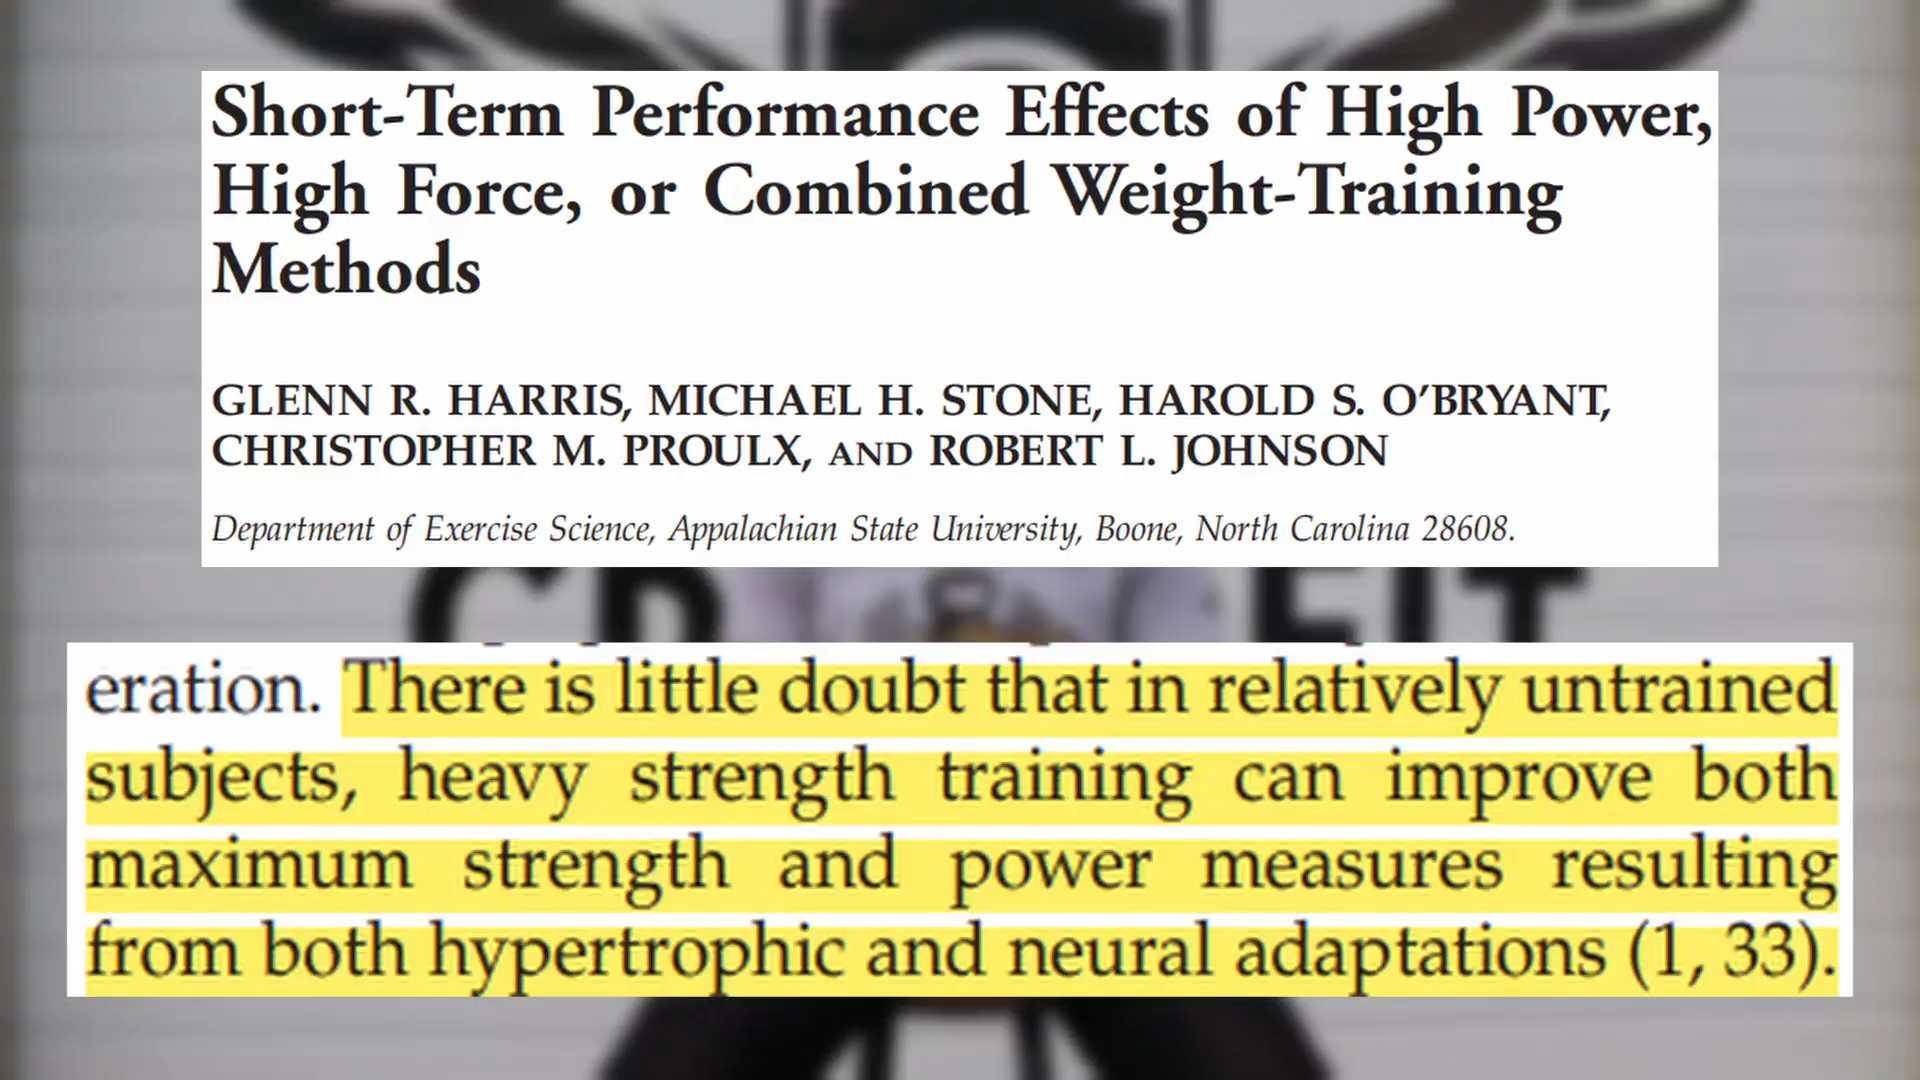 Short-Term Performance Effects of High Power,
High Force, or Combined Weight-Training
Methods
GLENN R. HARRIS, MICHAEL H. STONE, HAROLD S. O'BRYANT,
CHRISTOPHER M. PROULX, AND ROBERT L. JOHNSON
Department of Exercise Science, Appalachian State University, Boone, North Carolina 28608.
eration. There is little doubt that in relatively untrained
subjects, heavy strength training can improve both
maximum strength and power measures resulting
from both hypertrophic and neural adaptations (1, 33).